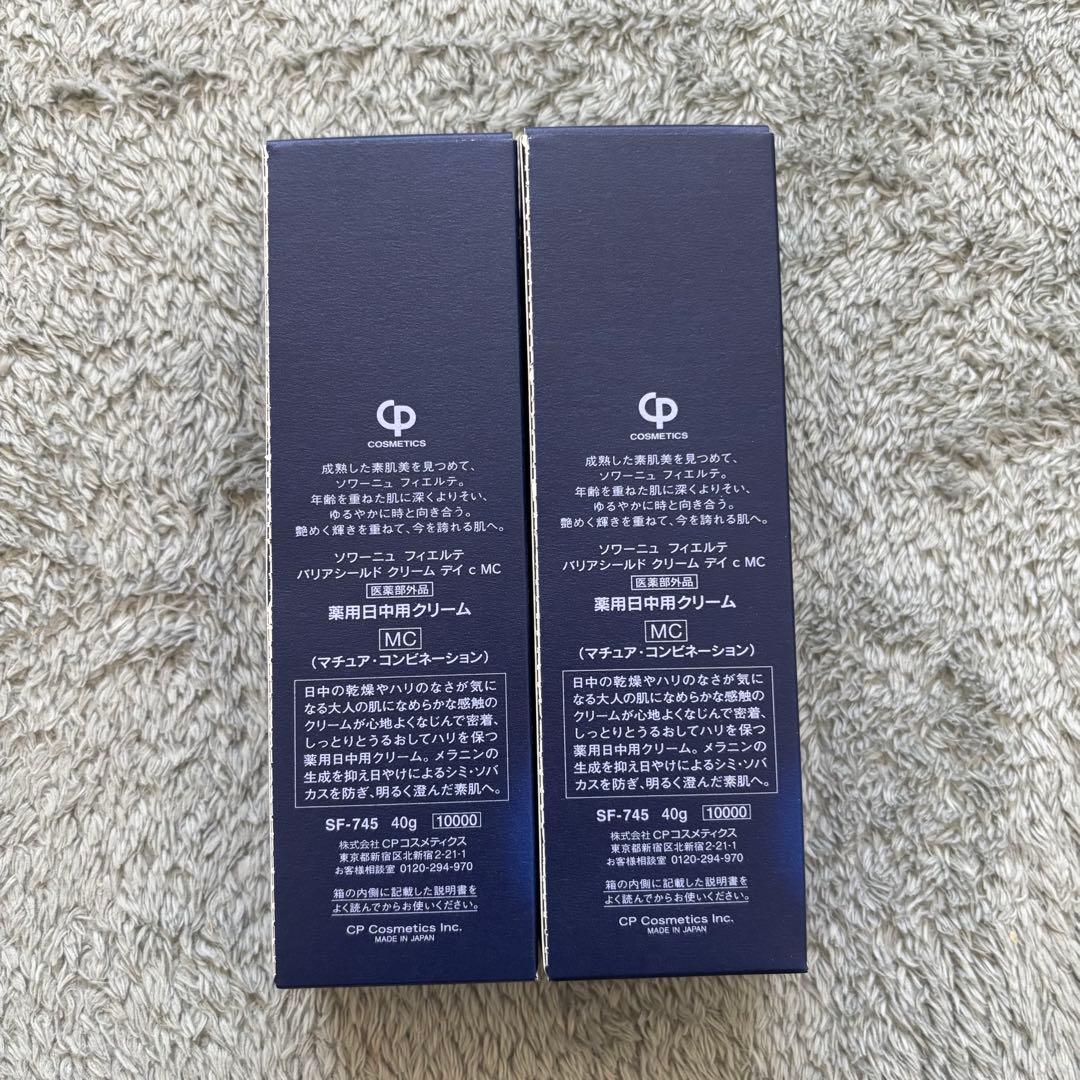 CP
COSMETICS
成熟した素肌美を見つめて、
ソワーニュ フィエルテ。
年齢を重ねた肌に深くよりそい、
ゆるやかに時と向き合う。
艶めく輝きを重ねて、今を誇れる肌へ。
ソワーニュ フィエルテ
バリアシールド クリーム デイ c MC
医薬部外品
薬用日中用クリーム
MC
（マチュア・コンビネーション）
日中の乾燥やハリのなさが気に
なる大人の肌になめらかな感触の
クリームが心地よくなじんで密着、
しっとりとうるおしてハリを保つ
薬用日中用クリーム。メラニンの
生成を抑え日やけによるシミ・ソバ
カスを防ぎ、明るく澄んだ素肌へ。
SF-745 40g 10000
株式会社 CPコスメティクス
東京都新宿区北新宿2-21-1
お客様相談室 0120-294-970
箱の内側に記載した説明書を
よく読んでからお使いください。
CP Cosmetics Inc.
MADE IN JAPAN
CP
COSMETICS
成熟した素肌美を見つめて、
ソワーニュ フィエルテ。
年齢を重ねた肌に深くよりそい、
ゆるやかに時と向き合う。
艶めく輝きを重ねて、今を誇れる肌へ。
ソワーニュ フィエルテ
バリアシールド クリーム デイ c MC
医薬部外品
薬用日中用クリーム
MC
（マチュア・コンビネーション）
日中の乾燥やハリのなさが気に
なる大人の肌になめらかな感触の
クリームが心地よくなじんで密着、
しっとりとうるおしてハリを保つ
薬用日中用クリーム。メラニンの
生成を抑え日やけによるシミ・ソバ
カスを防ぎ、明るく澄んだ素肌へ。
SF-745 40g 10000
株式会社 CPコスメティクス
東京都新宿区北新宿2-21-1
お客様相談室 0120-294-970
箱の内側に記載した説明書を
よく読んでからお使いください。
CP Cosmetics Inc.
MADE IN JAPAN